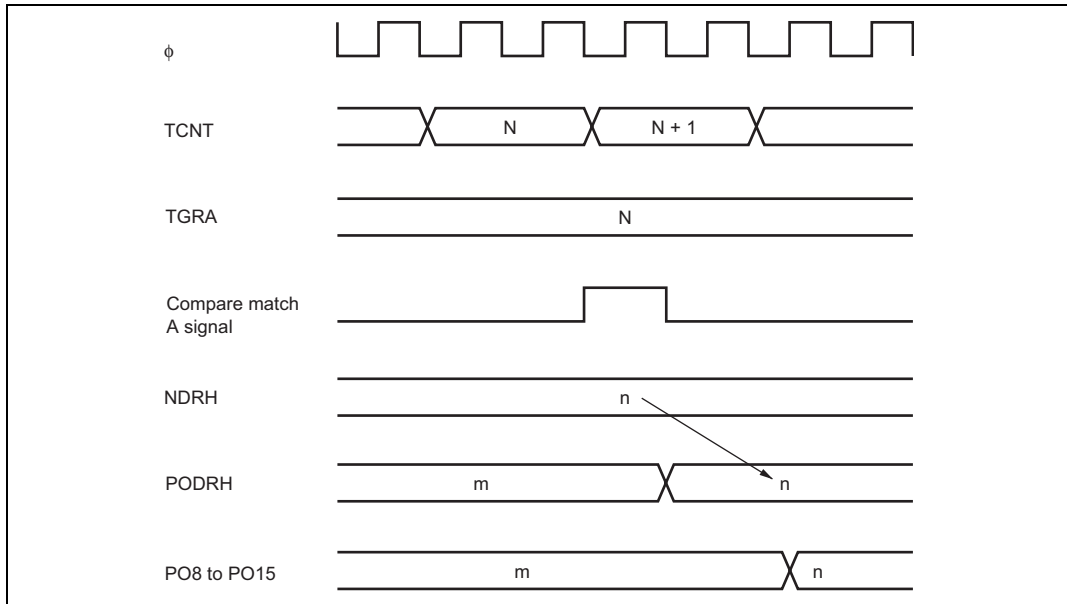 ϕ
TCNT
N
N + 1
TGRA
N
Compare match
A signal
NDRH
n
PODRH
m
n
PO8 to PO15
m
n